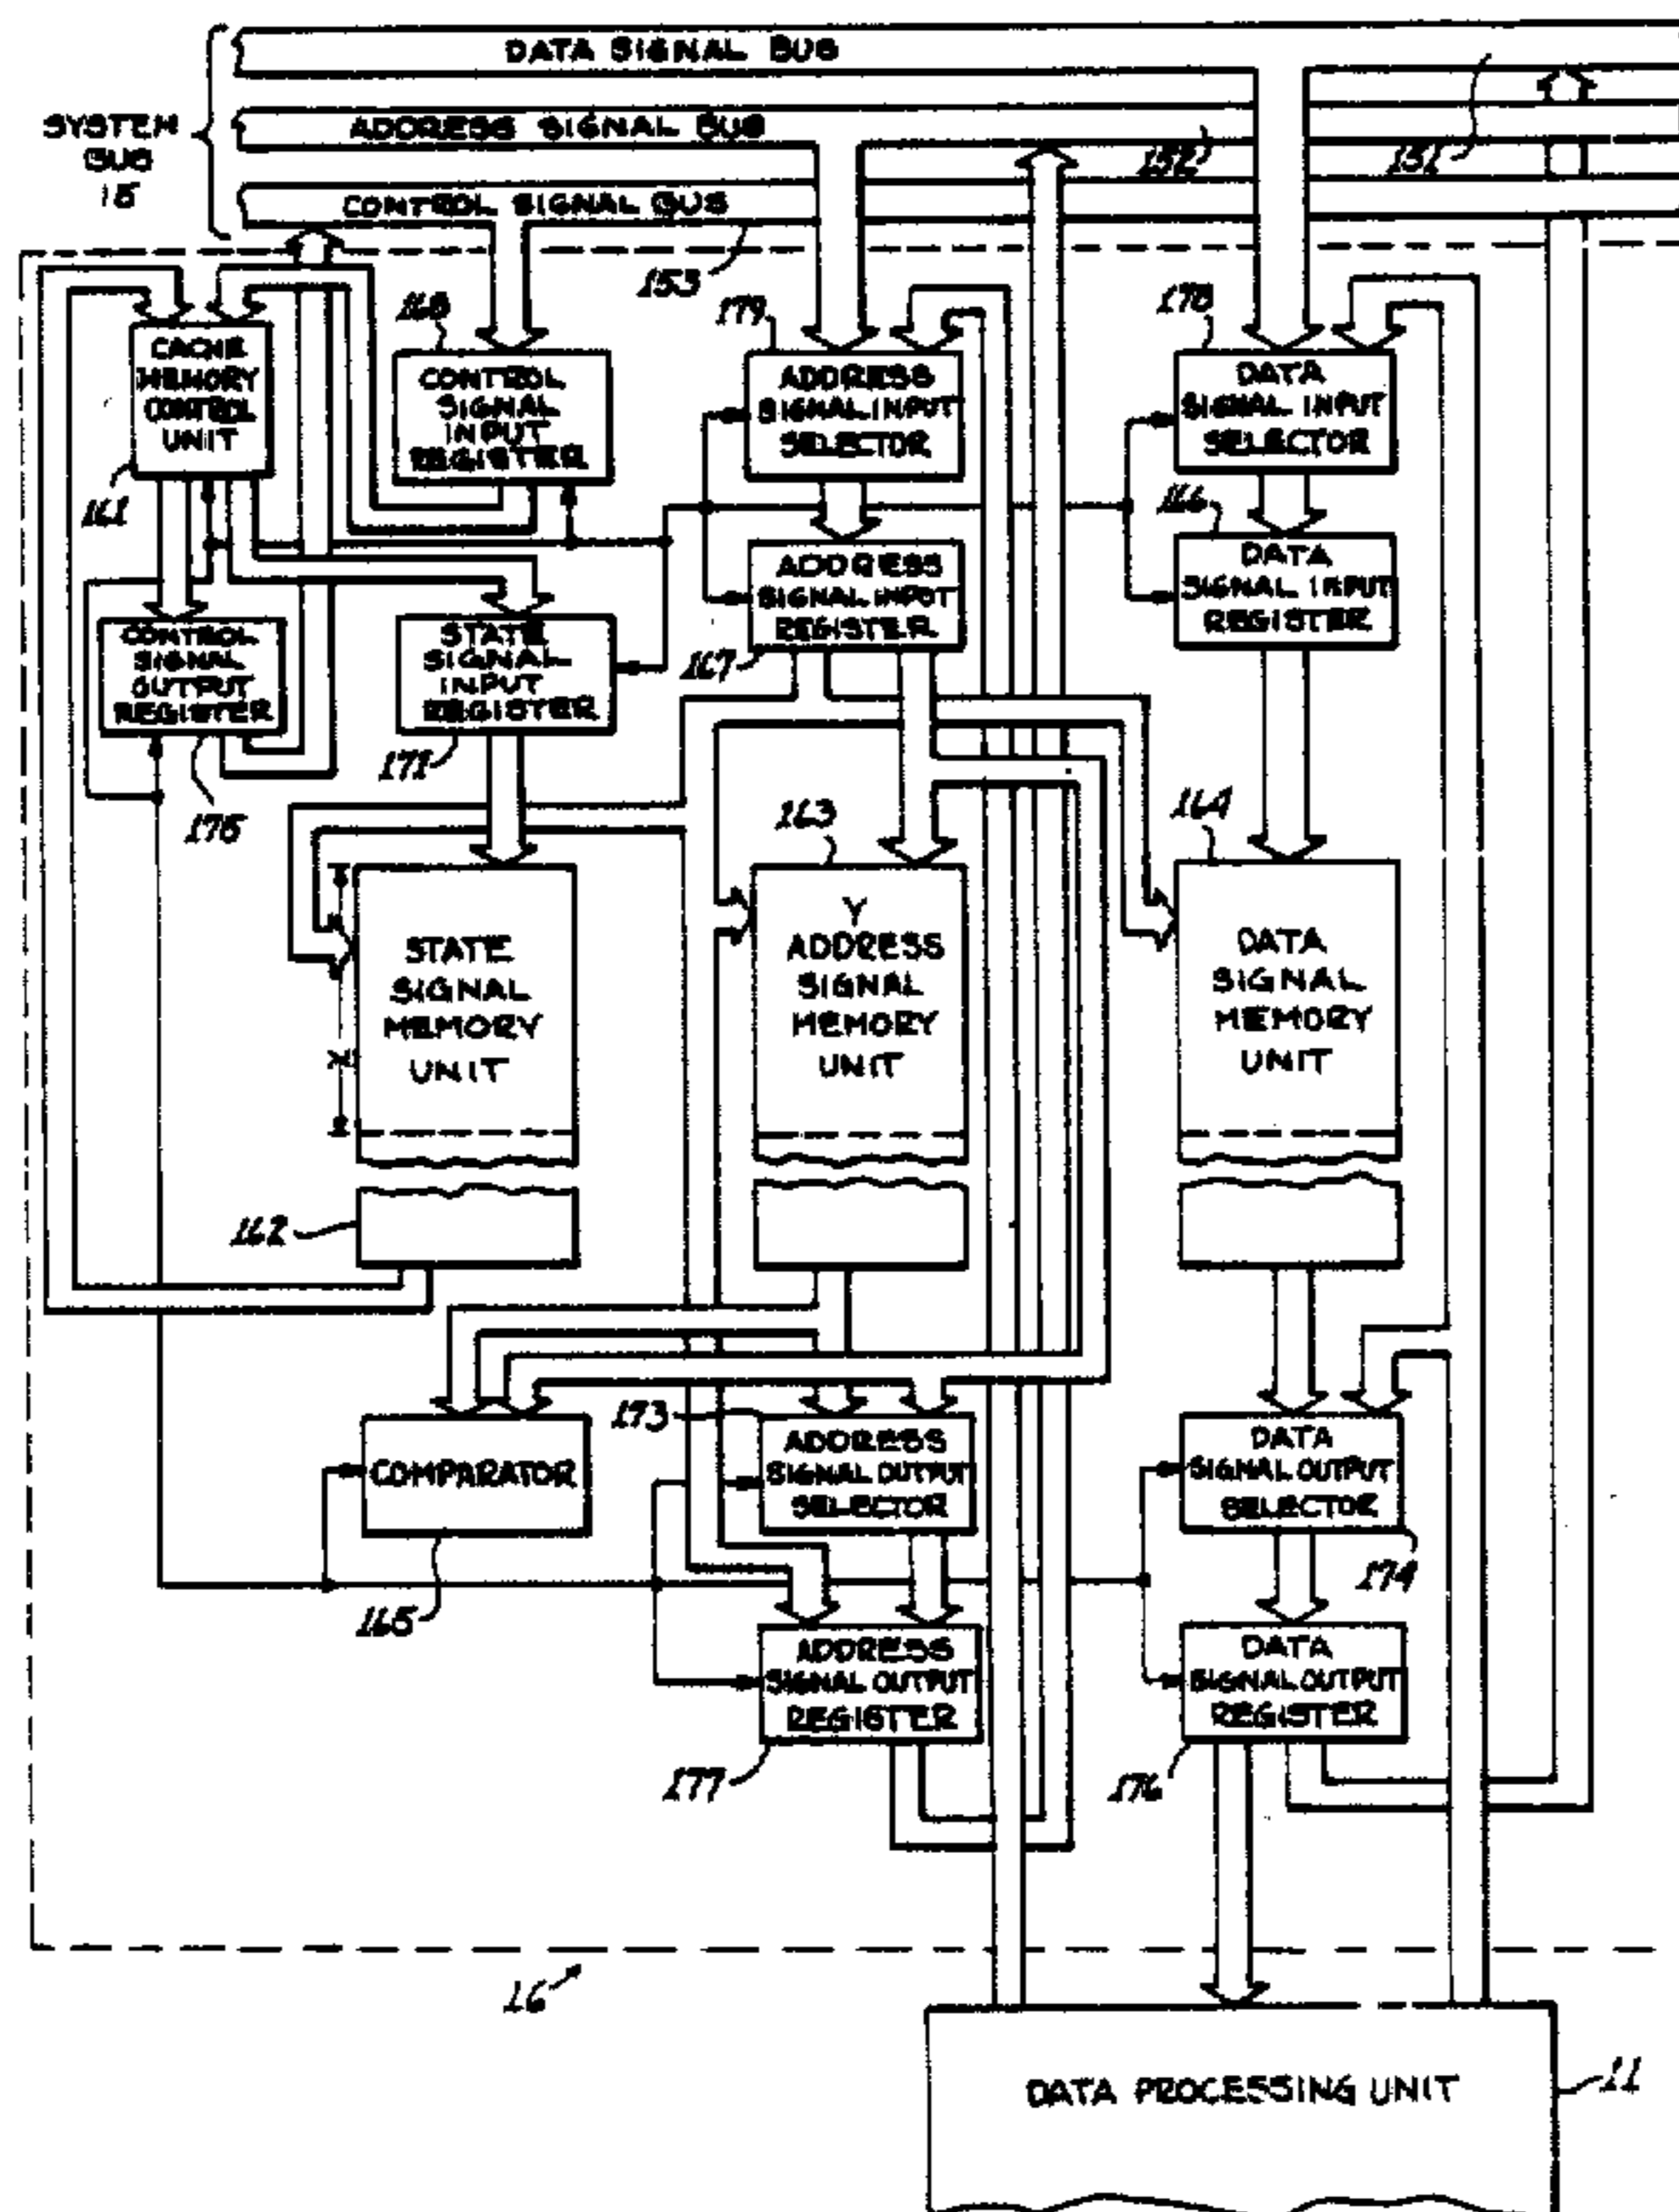 DATA SIGNAL BUS
SYSTEM
BUS
15
ADDRESS SIGNAL BUS
152
151
CONTROL SIGNAL BUS
153
168
179
178
CACHE
MEMORY
CONTROL
UNIT
161
CONTROL
SIGNAL
INPUT
REGISTER
ADDRESS
SIGNAL INPUT
SELECTOR
DATA
SIGNAL INPUT
SELECTOR
166
ADDRESS
SIGNAL INPUT
REGISTER
167
DATA
SIGNAL INPUT
REGISTER
CONTROL
SIGNAL
OUTPUT
REGISTER
175
STATE
SIGNAL
INPUT
REGISTER
171
163
164
STATE
SIGNAL
MEMORY
UNIT
X
Y
ADDRESS
SIGNAL
MEMORY
UNIT
DATA
SIGNAL
MEMORY
UNIT
162
173
COMPARATOR
165
ADDRESS
SIGNAL OUTPUT
SELECTOR
DATA
SIGNAL OUTPUT
SELECTOR
174
ADDRESS
SIGNAL OUTPUT
REGISTER
177
DATA
SIGNAL OUTPUT
REGISTER
176
16
DATA PROCESSING UNIT
11